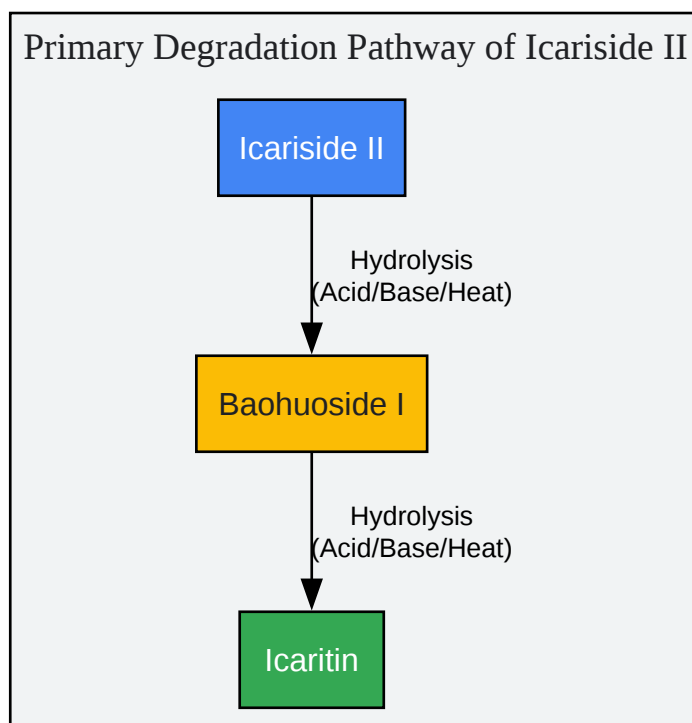 Primary Degradation Pathway of Icariside II
Icariside II
Hydrolysis
(Acid/Base/Heat)
Baohuoside I
Hydrolysis
(Acid/Base/Heat)
Icaritin